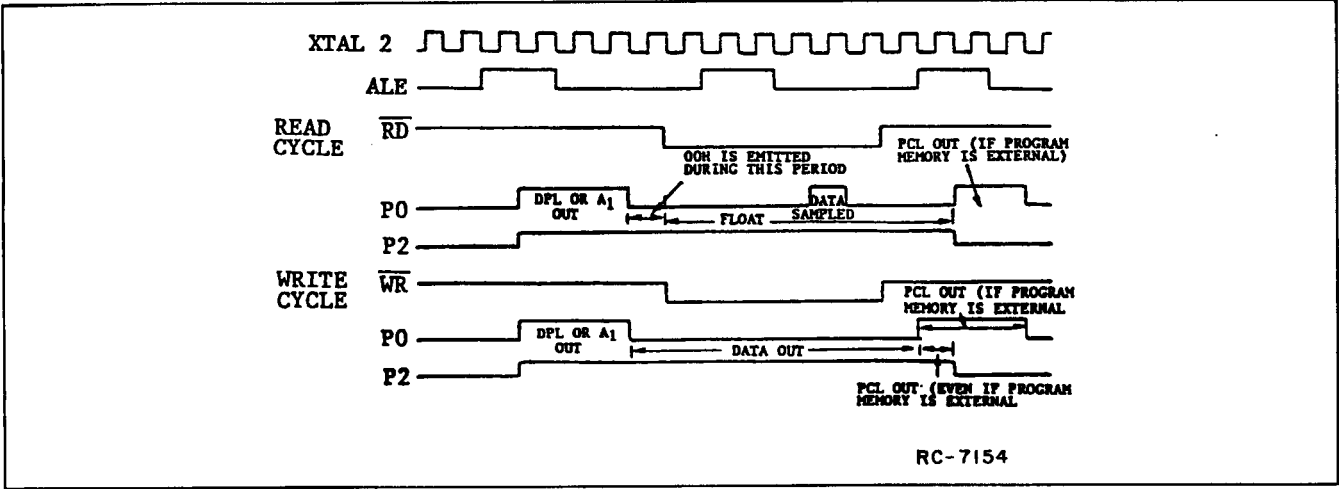 XTAL 2
ALE
READ CYCLE
RD
OOH IS EMITTED
DURING THIS PERIOD
PCL OUT (IF PROGRAM
MEMORY IS EXTERNAL)
P0
DPL OR A1
OUT
FLOAT
DATA
SAMPLED
P2
WRITE CYCLE
WR
PCL OUT (IF PROGRAM
MEMORY IS EXTERNAL
P0
DPL OR A1
OUT
DATA OUT
P2
PCL OUT (EVEN IF PROGRAM
MEMORY IS EXTERNAL
RC-7154